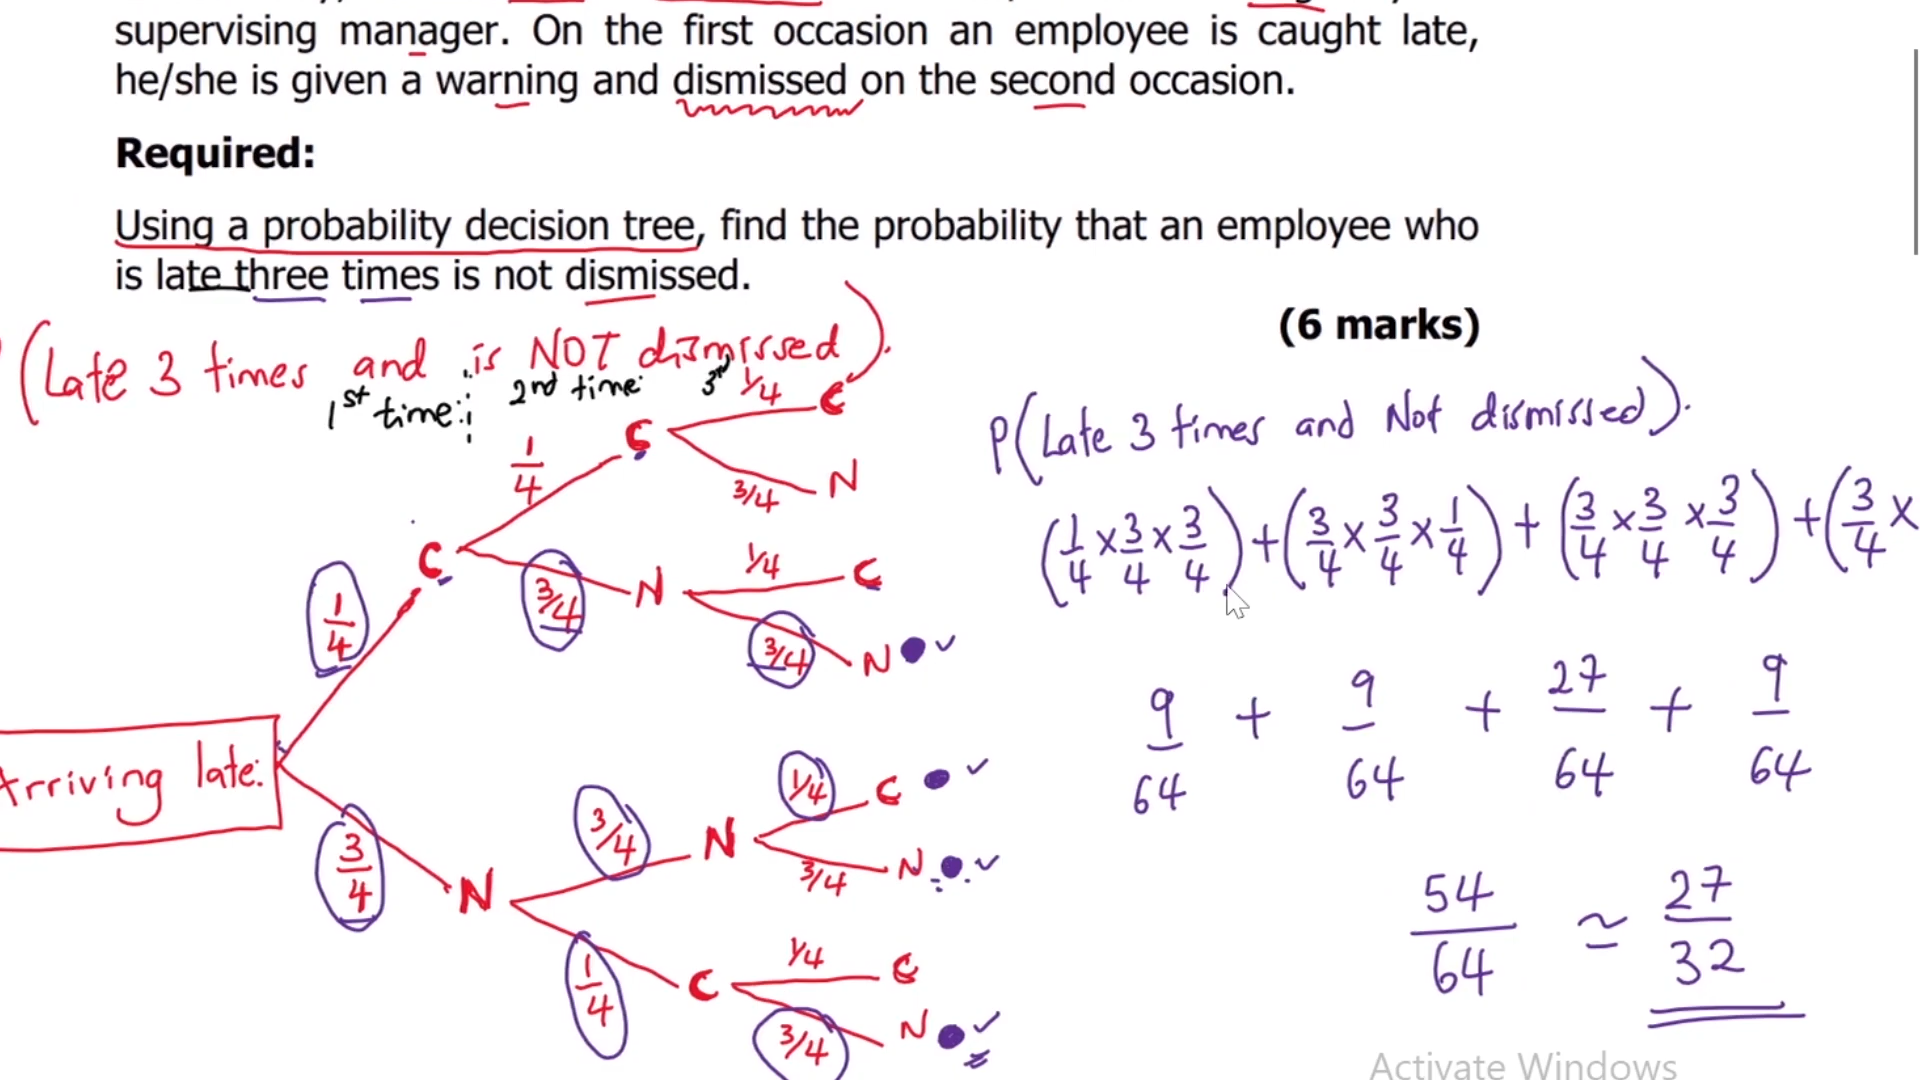 supervising manager. On the first occasion an employee is caught late,
he/she is given a warning and dismissed on the second occasion.
Required:
Using a probability decision tree, find the probability that an employee who
is late three times is not dismissed.
(6 marks)
(Late 3 times and is NOT dismissed).
1st time: 2nd time: 3rd
1/4 C
C
1/4
3/4 N
C
1/4 C
1/4
3/4 N
3/4 N ✓
Arriving late:
1/4 C ✓
3/4 N
3/4 N ✓
3/4
N
1/4 C
1/4 C
3/4 N ✓
P(Late 3 times and Not dismissed).
(1/4 × 3/4 × 3/4) + (3/4 × 3/4 × 1/4) + (3/4 × 3/4 × 3/4) + (3/4 ×
9/64 + 9/64 + 27/64 + 9/64
54/64 ≃ 27/32
Activate Windows